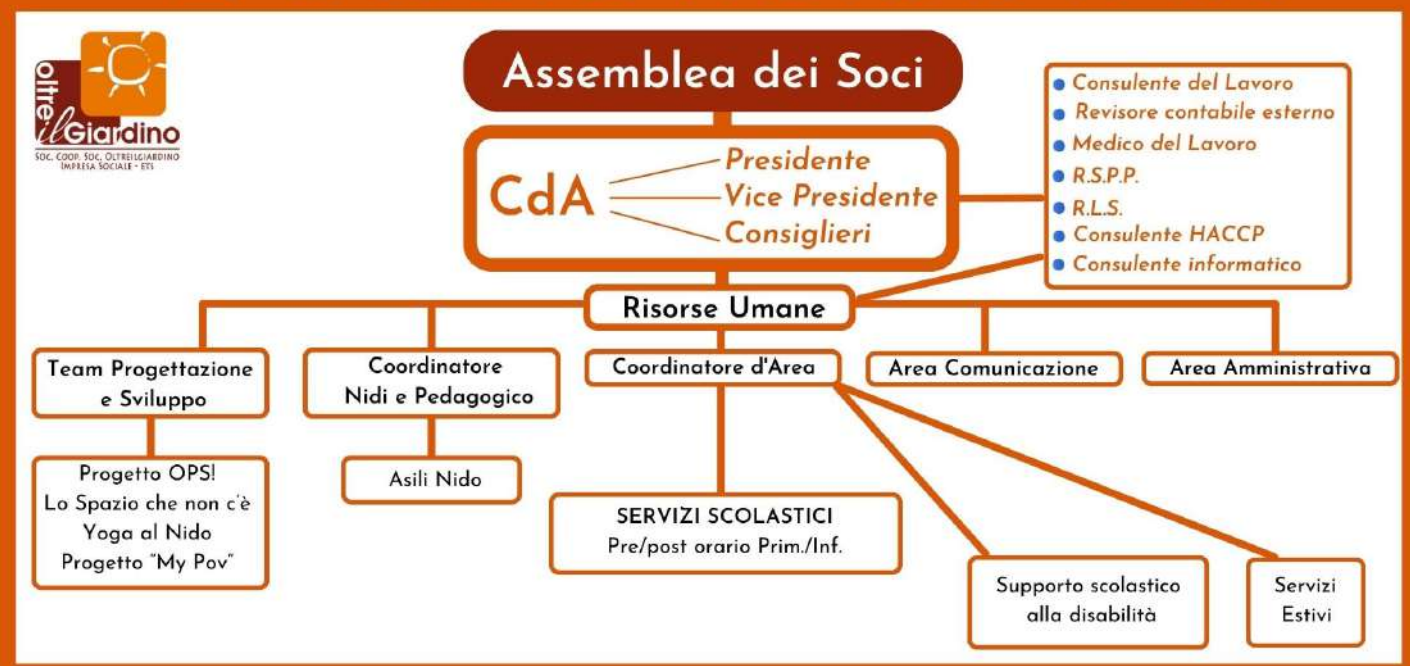 oltre
il Giardino
SOC. COOP. SOC. OLTREILGIARDINO
IMPRESA SOCIALE - ETS
Assemblea dei Soci
CdA
Presidente
Vice Presidente
Consiglieri
Consulente del Lavoro
Revisore contabile esterno
Medico del Lavoro
R.S.P.P.
R.L.S.
Consulente HACCP
Consulente informatico
Risorse Umane
Team Progettazione
e Sviluppo
Coordinatore
Nidi e Pedagogico
Coordinatore d'Area
Area Comunicazione
Area Amministrativa
Progetto OPS!
Lo Spazio che non c'è
Yoga al Nido
Progetto "My Pov"
Asili Nido
SERVIZI SCOLASTICI
Pre/post orario Prim./Inf.
Supporto scolastico
alla disabilità
Servizi
Estivi